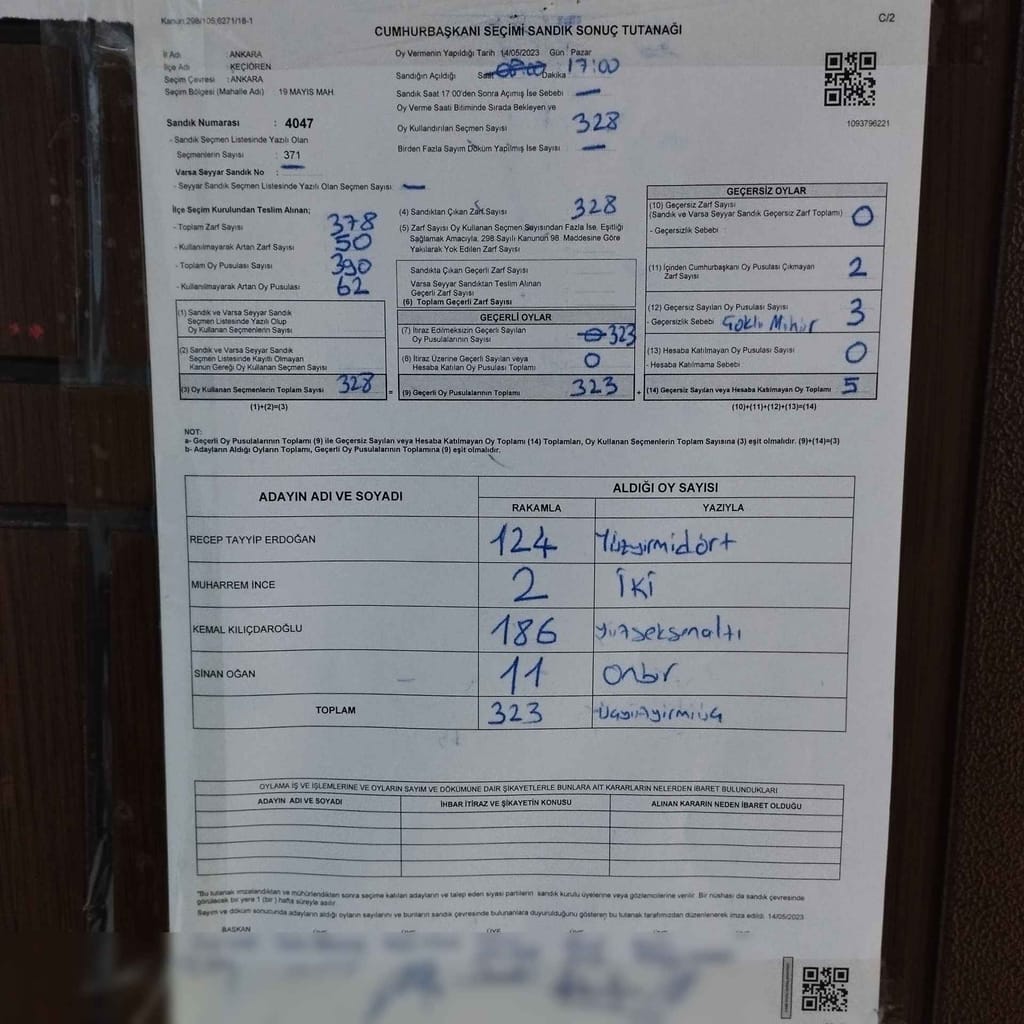 Kanun:298/105,6271/18-1
C/2
CUMHURBAŞKANI SEÇİMİ SANDIK SONUÇ TUTANAĞI
İl Adı : ANKARA
İlçe Adı : KEÇİÖREN
Seçim Çevresi : ANKARA
Seçim Bölgesi (Mahalle Adı) : 19 MAYIS MAH.
Oy Vermenin Yapıldığı Tarih 14/05/2023 Gün Pazar
Sandığın Açıldığı Saat Dakika 17:00
Sandık Saat 17:00'den Sonra Açımış İse Sebebi —
Oy Verme Saati Bitiminde Sırada Bekleyen ve
Oy Kullandırılan Seçmen Sayısı 328
Birden Fazla Sayım Döküm Yapılmış İse Sayısı —
1093796221
Sandık Numarası : 4047
- Sandık Seçmen Listesinde Yazılı Olan
Seçmenlerin Sayısı : 371
Varsa Seyyar Sandık No : —
- Seyyar Sandık Seçmen Listesinde Yazılı Olan Seçmen Sayısı : —
İlçe Seçim Kurulundan Teslim Alınan;
- Toplam Zarf Sayısı 378
- Kullanılmayarak Artan Zarf Sayısı 50
- Toplam Oy Pusulası Sayısı 390
- Kullanılmayarak Artan Oy Pusulası 62
(1) Sandık ve Varsa Seyyar Sandık
Seçmen Listesinde Yazılı Olup
Oy Kullanan Seçmenlerin Sayısı
(2) Sandık ve Varsa Seyyar Sandık
Seçmen Listesinde Kayıtlı Olmayan
Kanun Gereği Oy Kullanan Seçmen Sayısı
(3) Oy Kullanan Seçmenlerin Toplam Sayısı 328
(1)+(2)=(3)
(4) Sandıktan Çıkan Zarf Sayısı 328
(5) Zarf Sayısı Oy Kullanan Seçmen Sayısından Fazla İse, Eşitliği
Sağlamak Amacıyla, 298 Sayılı Kanunun 98. Maddesine Göre
Yakılarak Yok Edilen Zarf Sayısı
Sandıkta Çıkan Geçerli Zarf Sayısı
Varsa Seyyar Sandıktan Teslim Alınan
Geçerli Zarf Sayısı
(6) Toplam Geçerli Zarf Sayısı
GEÇERLİ OYLAR
(7) İtiraz Edilmeksizin Geçerli Sayılan
Oy Pusulalarının Sayısı 323
(8) İtiraz Üzerine Geçerli Sayılan veya
Hesaba Katılan Oy Pusulası Toplamı 0
= (9) Geçerli Oy Pusulalarının Toplamı 323
GEÇERSİZ OYLAR
(10) Geçersiz Zarf Sayısı
(Sandık ve Varsa Seyyar Sandık Geçersiz Zarf Toplamı) 0
- Geçersizlik Sebebi :
(11) İçinden Cumhurbaşkanı Oy Pusulası Çıkmayan
Zarf Sayısı 2
(12) Geçersiz Sayılan Oy Pusulası Sayısı 3
- Geçersizlik Sebebi Çoklu Mühür
(13) Hesaba Katılmayan Oy Pusulası Sayısı 0
- Hesaba Katılmama Sebebi :
+ (14) Geçersiz Sayılan veya Hesaba Katılmayan Oy Toplamı 5
(10)+(11)+(12)+(13)=(14)
NOT:
a- Geçerli Oy Pusulalarının Toplamı (9) ile Geçersiz Sayılan veya Hesaba Katılmayan Oy Toplamı (14) Toplamları, Oy Kullanan Seçmenlerin Toplam Sayısına (3) eşit olmalıdır. (9)+(14)=(3)
b- Adayların Aldığı Oyların Toplamı, Geçerli Oy Pusulalarının Toplamına (9) eşit olmalıdır.
ADAYIN ADI VE SOYADI ALDIĞI OY SAYISI
RAKAMLA YAZIYLA
RECEP TAYYİP ERDOĞAN 124 Yüzyirmidört
MUHARREM İNCE 2 İki
KEMAL KILIÇDAROĞLU 186 yüzseksenaltı
SİNAN OĞAN 11 Onbir
TOPLAM 323 üçyüzyirmiüç
OYLAMA İŞ VE İŞLEMLERİNE VE OYLARIN SAYIM VE DÖKÜMÜNE DAİR ŞİKAYETLERLE BUNLARA AİT KARARLARIN NELERDEN İBARET BULUNDUKLARI
ADAYIN ADI VE SOYADI İHBAR İTİRAZ VE ŞİKAYETİN KONUSU ALINAN KARARIN NEDEN İBARET OLDUĞU
"Bu tutanak imzalandıktan ve mühürlendikten sonra seçime katılan adayların ve talep eden siyasi partilerin sandık kurulu üyelerine veya gözlemcilerine verilir. Bir nüshası da sandık çevresinde
görülecek bir yere 1 (bir ) hafta süreyle asılır.
Sayım ve döküm sonucunda adayların aldığı oyların sayılarını ve bunların sandık çevresinde bulunanlara duyurulduğunu gösteren bu tutanak tarafımızdan düzenlenerek imza edildi. 14/05/2023
BAŞKAN ÜYE ÜYE ÜYE ÜYE ÜYE ÜYE